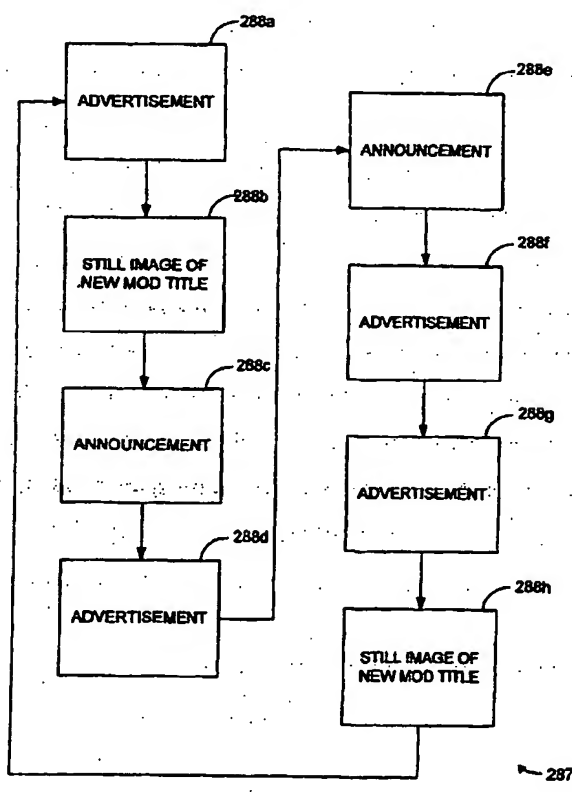 288a
ADVERTISEMENT
288b
STILL IMAGE OF
NEW MOD TITLE
288c
ANNOUNCEMENT
288d
ADVERTISEMENT
288e
ANNOUNCEMENT
288f
ADVERTISEMENT
288g
ADVERTISEMENT
288h
STILL IMAGE OF
NEW MOD TITLE
287